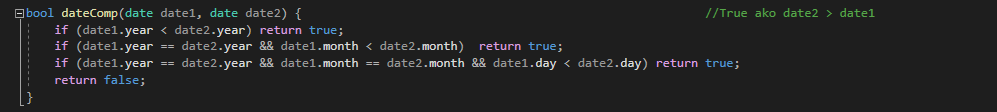 bool dateComp(date date1, date date2) { //True ako date2 > date1
if (date1.year < date2.year) return true;
if (date1.year == date2.year && date1.month < date2.month)  return true;
if (date1.year == date2.year && date1.month == date2.month && date1.day < date2.day) return true;
return false;
}